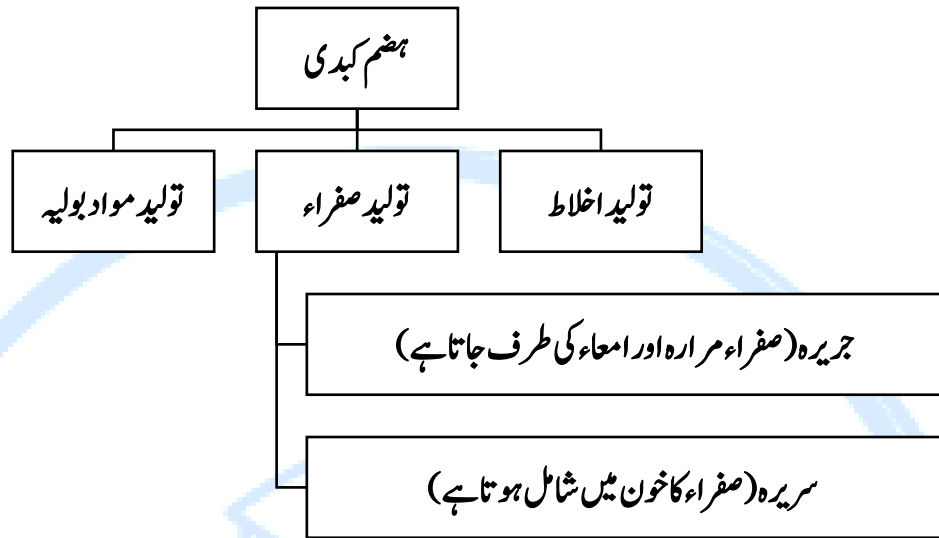 ہضم کبدی
تولید اخلاط
تولید صفراء
تولید مواد بولیہ
جریرہ (صفراء مرارہ اور امعاء کی طرف جاتا ہے)
سریرہ (صفراء کا خون میں شامل ہوتا ہے)